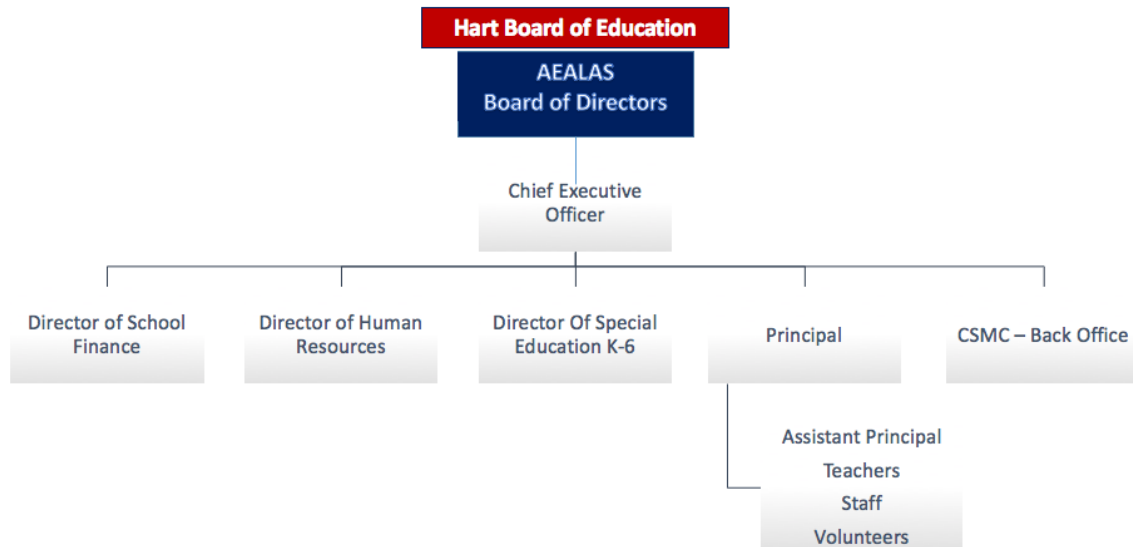 Hart Board of Education
AEALAS
Board of Directors
Chief Executive
Officer
Director of School
Finance
Director of Human
Resources
Director Of Special
Education K-6
Principal
CSMC – Back Office
Assistant Principal
Teachers
Staff
Volunteers